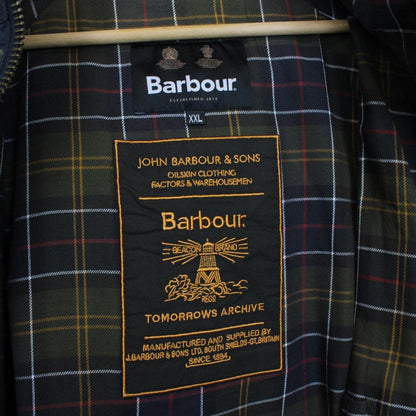 Barbour
ESTABLISHED 1894
XXL
JOHN BARBOUR & SONS
OILSKIN CLOTHING
FACTORS & WAREHOUSEMEN
Barbour.
BEACON BRAND
REGD
TOMORROWS ARCHIVE
MANUFACTURED AND SUPPLIED BY
J.BARBOUR & SONS LTD, SOUTH SHIELDS-GT.BRITAIN
SINCE 1894.